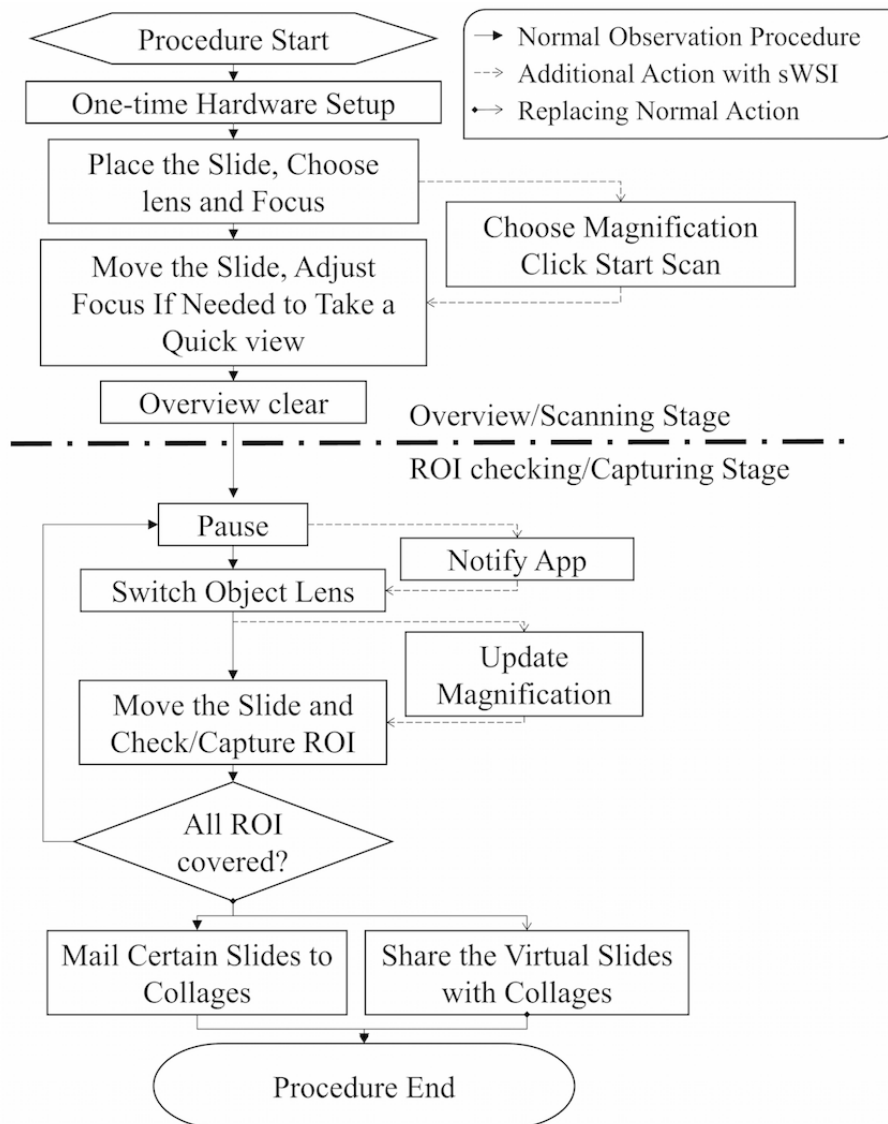 Procedure Start
Normal Observation Procedure
Additional Action with sWSI
Replacing Normal Action
One-time Hardware Setup
Place the Slide, Choose
lens and Focus
Choose Magnification
Click Start Scan
Move the Slide, Adjust
Focus If Needed to Take a
Quick view
Overview clear
Overview/Scanning Stage
ROI checking/Capturing Stage
Pause
Notify App
Switch Object Lens
Update
Magnification
Move the Slide and
Check/Capture ROI
All ROI
covered?
Mail Certain Slides to
Collages
Share the Virtual Slides
with Collages
Procedure End